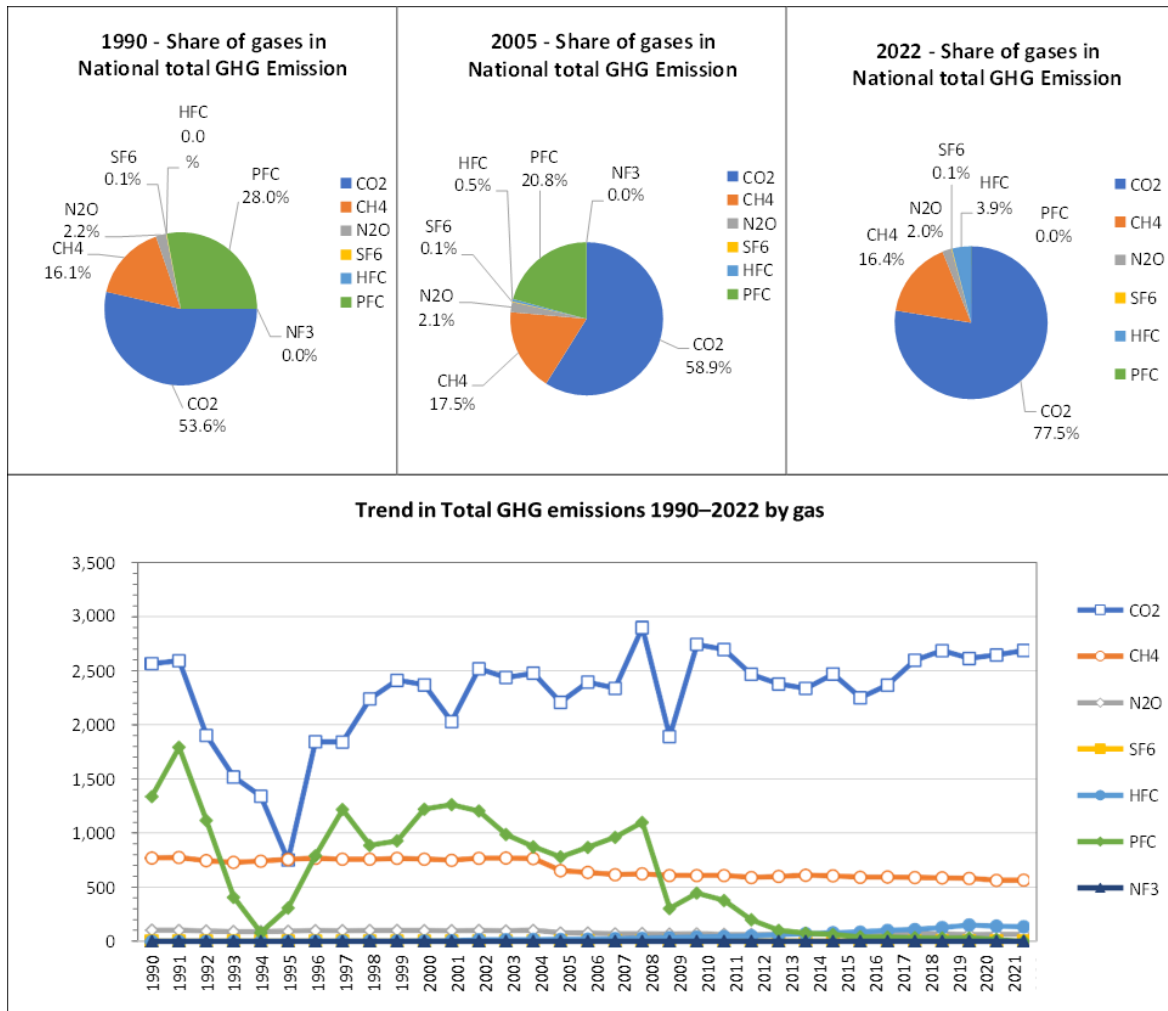 1990 - Share of gases in
National total GHG Emission
HFC
0.0
%
SF6
0.1%
PFC
28.0%
N2O
2.2%
CH4
16.1%
NF3
0.0%
CO2
53.6%
CO2
CH4
N2O
SF6
HFC
PFC
2005 - Share of gases in
National total GHG Emission
HFC
0.5%
PFC
20.8%
NF3
0.0%
SF6
0.1%
N2O
2.1%
CH4
17.5%
CO2
58.9%
CO2
CH4
N2O
SF6
HFC
PFC
2022 - Share of gases in
National total GHG Emission
SF6
0.1%
HFC
3.9%
N2O
2.0%
PFC
0.0%
CH4
16.4%
CO2
77.5%
CO2
CH4
N2O
SF6
HFC
PFC
Trend in Total GHG emissions 1990–2022 by gas
3,500
3,000
2,500
2,000
1,500
1,000
500
0
1990
1991
1992
1993
1994
1995
1996
1997
1998
1999
2000
2001
2002
2003
2004
2005
2006
2007
2008
2009
2010
2011
2012
2013
2014
2015
2016
2017
2018
2019
2020
2021
CO2
CH4
N2O
SF6
HFC
PFC
NF3